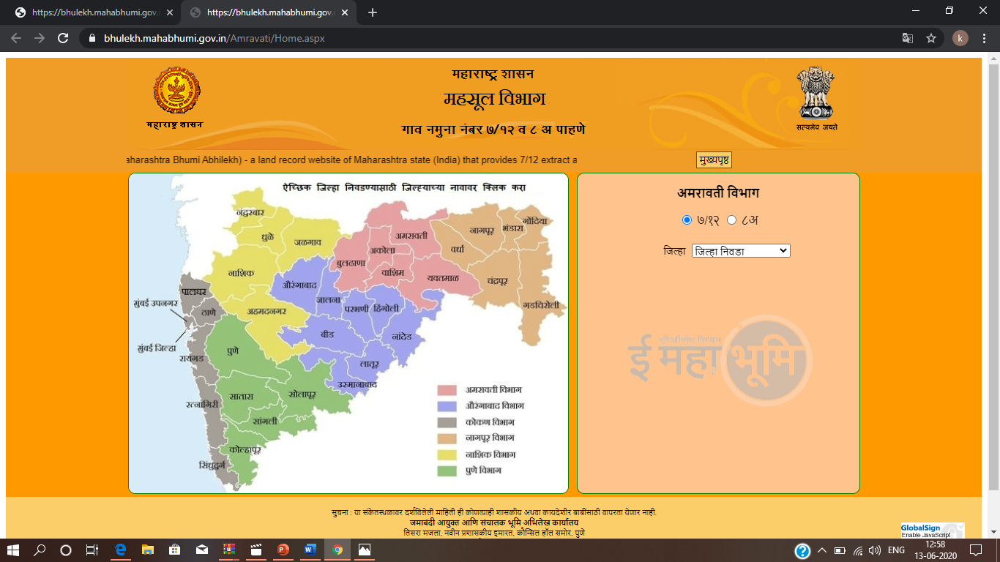 https://bhulekh.mahabhumi.gov.i
https://bhulekh.mahabhumi.gov.i
bhulekh.mahabhumi.gov.in/Amravati/Home.aspx
k
महाराष्ट्र शासन
महसूल विभाग
गाव नमुना नंबर ७/१२ व ८ अ पाहणे
महाराष्ट्र शासन
सत्यमेव जयते
aharashtra Bhumi Abhilekh) - a land record website of Maharashtra state (India) that provides 7/12 extract a
मुख्यपृष्ठ
ऐच्छिक जिल्हा निवडण्यासाठी जिल्ह्याच्या नावावर क्लिक करा
नंदुरबार
धुळे
जळगाव
नाशिक
अहमदनगर
बुलढाणा
अकोला
अमरावती
वाशिम
यवतमाळ
नागपूर
भंडारा
गोंदिया
वर्धा
चंद्रपूर
गडचिरोली
औरंगाबाद
जालना
परभणी
हिंगोली
बीड
नांदेड
लातूर
उस्मानाबाद
पालघर
मुंबई उपनगर
ठाणे
मुंबई जिल्हा
रायगड
रत्नागिरी
सिंधुदुर्ग
पुणे
सातारा
सोलापूर
सांगली
कोल्हापूर
अमरावती विभाग
औरंगाबाद विभाग
कोकण विभाग
नागपूर विभाग
नाशिक विभाग
पुणे विभाग
अमरावती विभाग
७/१२ ८अ
जिल्हा जिल्हा निवडा
ई महाभूमि
सुचना : या संकेतस्थळावर दर्शविलेली माहिती ही कोणत्याही शासकीय अथवा कायदेशीर बाबींसाठी वापरता येणार नाही.
जमाबंदी आयुक्त आणि संचालक भूमि अभिलेख कार्यालय
तिसरा मजला, नवीन प्रशासकीय इमारत, कौन्सिल हॉल समोर, पुणे
GlobalSign
Enable JavaScript
ENG
12:58
13-06-2020